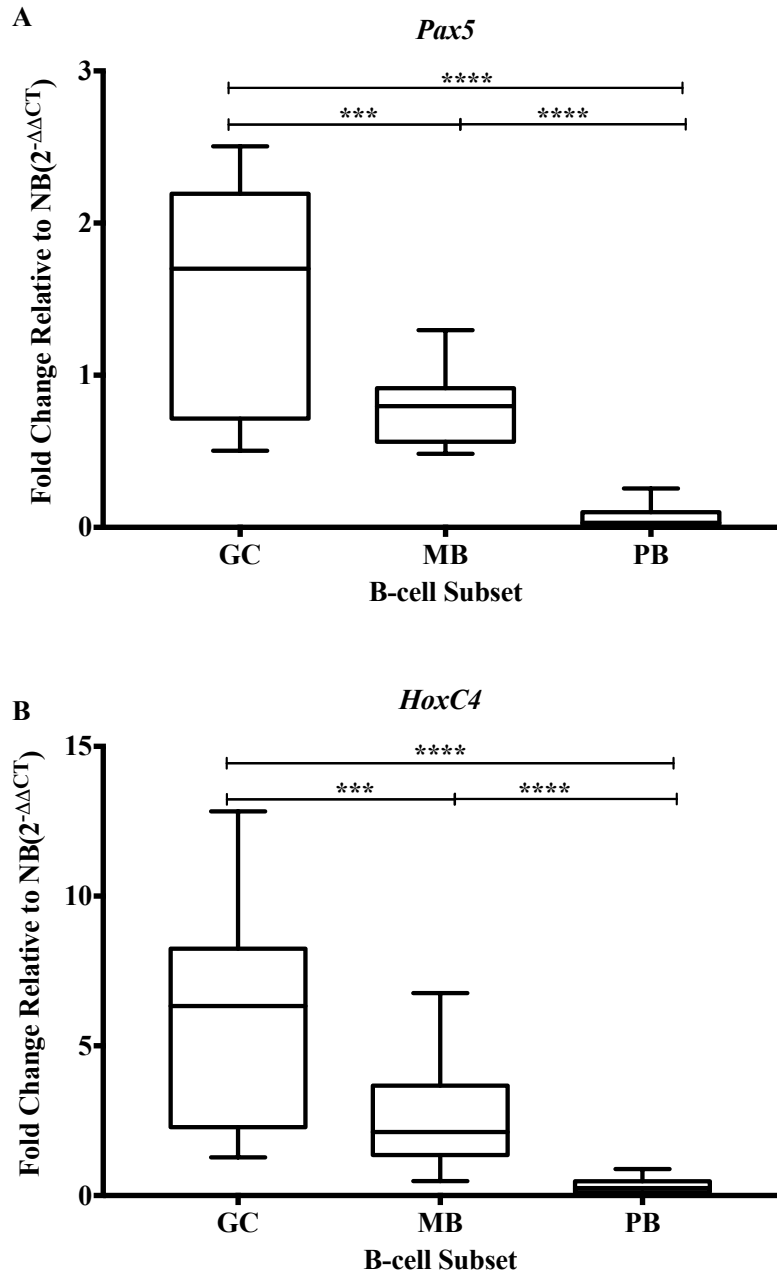 A
Pax5
****
***
****
3
2
1
0
Fold Change Relative to NB(2^-ΔΔCT)
GC
MB
PB
B-cell Subset
B
HoxC4
****
***
****
15
10
5
0
Fold Change Relative to NB(2^-ΔΔCT)
GC
MB
PB
B-cell Subset